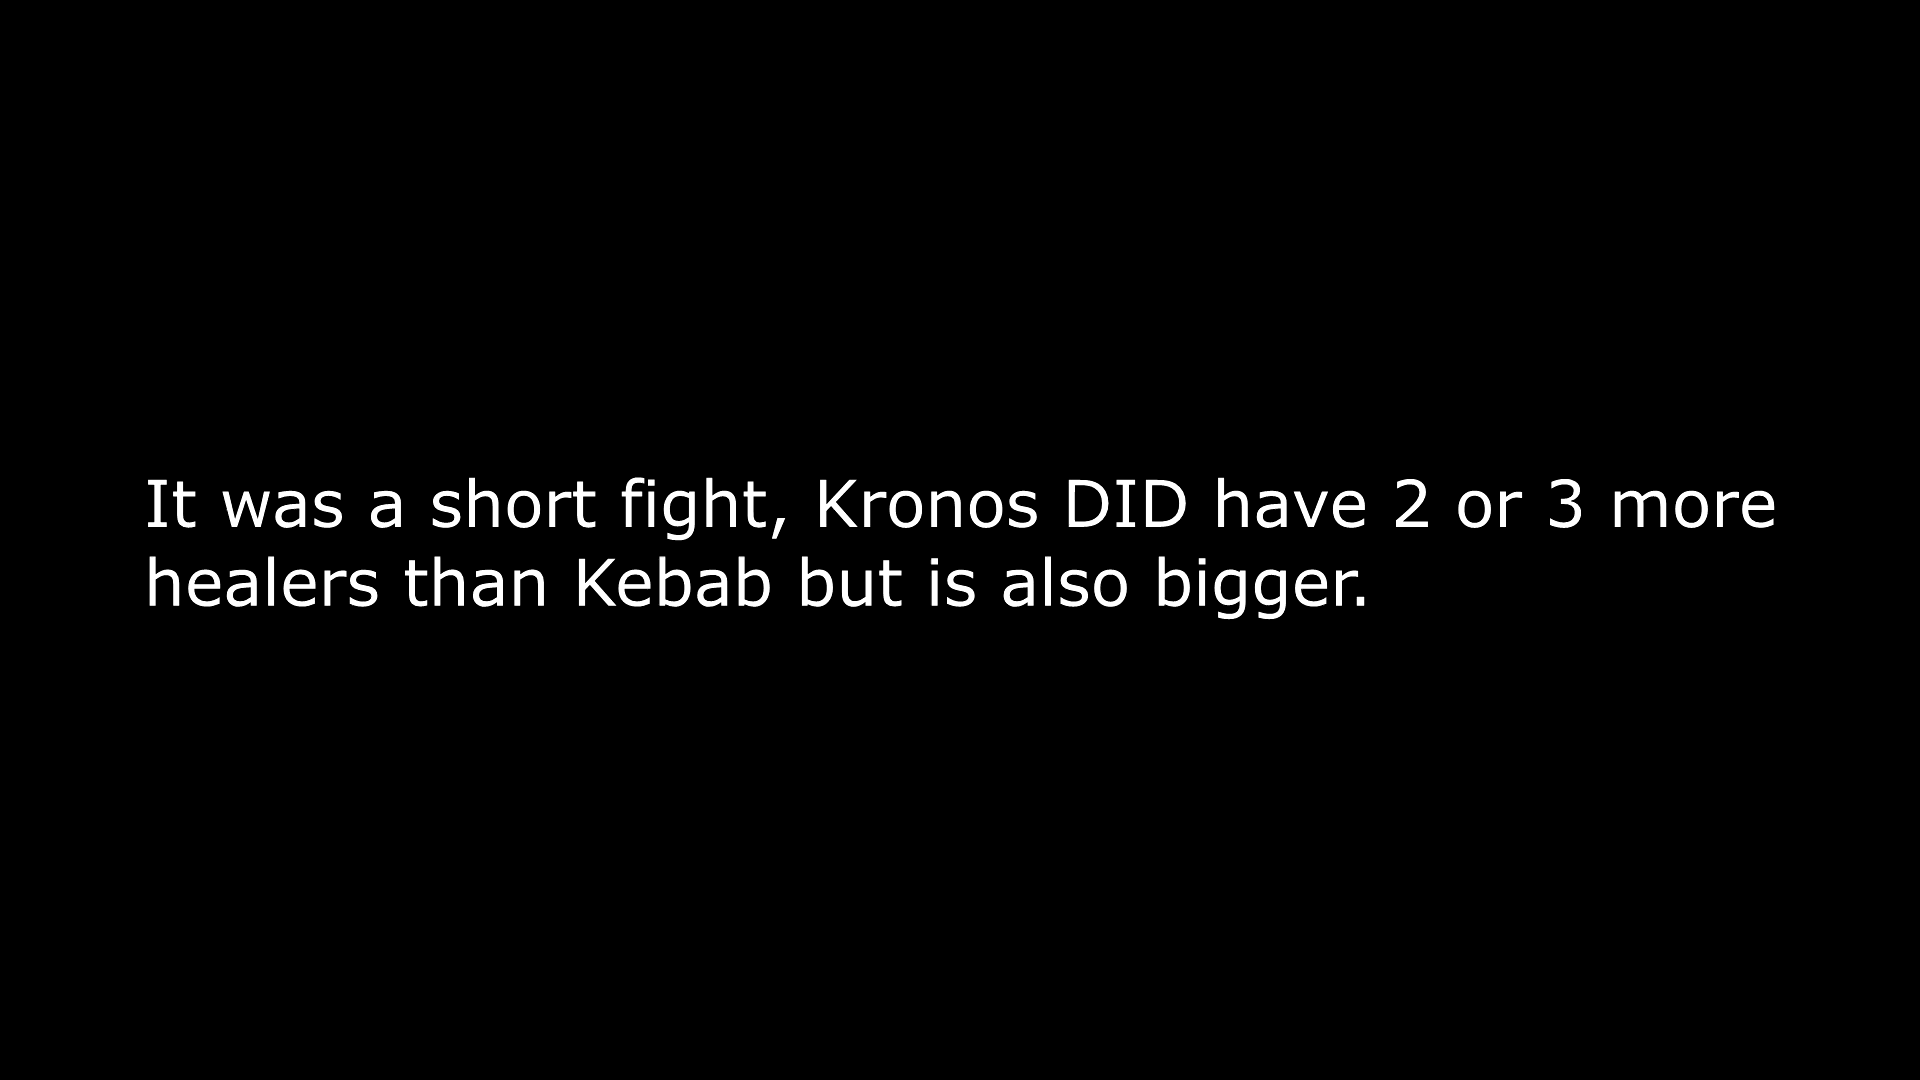 It was a short fight, Kronos DID have 2 or 3 more
healers than Kebab but is also bigger.